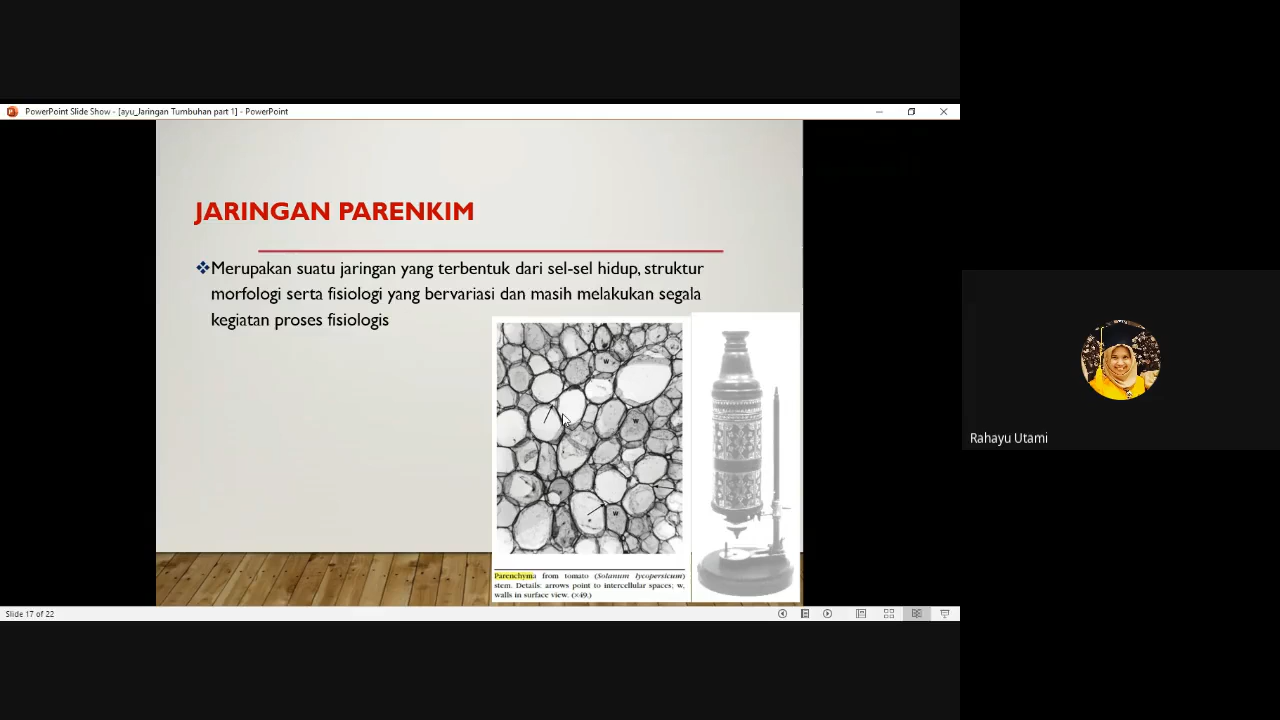 PowerPoint Slide Show - [ayu_Jaringan Tumbuhan part 1] - PowerPoint
JARINGAN PARENKIM
❖Merupakan suatu jaringan yang terbentuk dari sel-sel hidup, struktur
morfologi serta fisiologi yang bervariasi dan masih melakukan segala
kegiatan proses fisiologis
W
W
W
Parenchyma from tomato (Solanum lycopersicum)
stem. Details: arrows point to intercellular spaces; w,
walls in surface view. (×49.)
Slide 17 of 22
Rahayu Utami